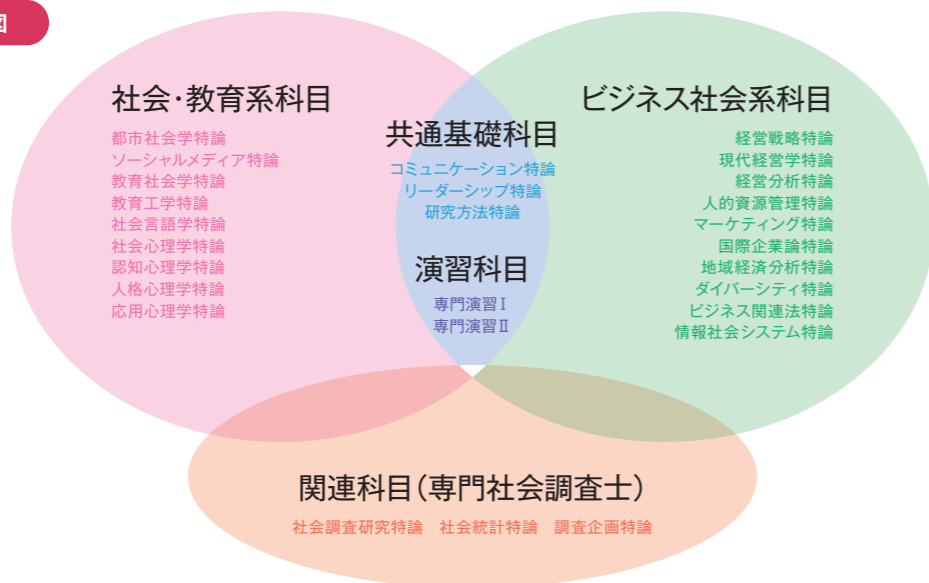 図
社会・教育系科目
都市社会学特論
ソーシャルメディア特論
教育社会学特論
教育工学特論
社会言語学特論
社会心理学特論
認知心理学特論
人格心理学特論
応用心理学特論
共通基礎科目
コミュニケーション特論
リーダーシップ特論
研究方法特論
演習科目
専門演習Ⅰ
専門演習Ⅱ
ビジネス社会系科目
経営戦略特論
現代経営学特論
経営分析特論
人的資源管理特論
マーケティング特論
国際企業論特論
地域経済分析特論
ダイバーシティ特論
ビジネス関連法特論
情報社会システム特論
関連科目（専門社会調査士）
社会調査研究特論　社会統計特論　調査企画特論